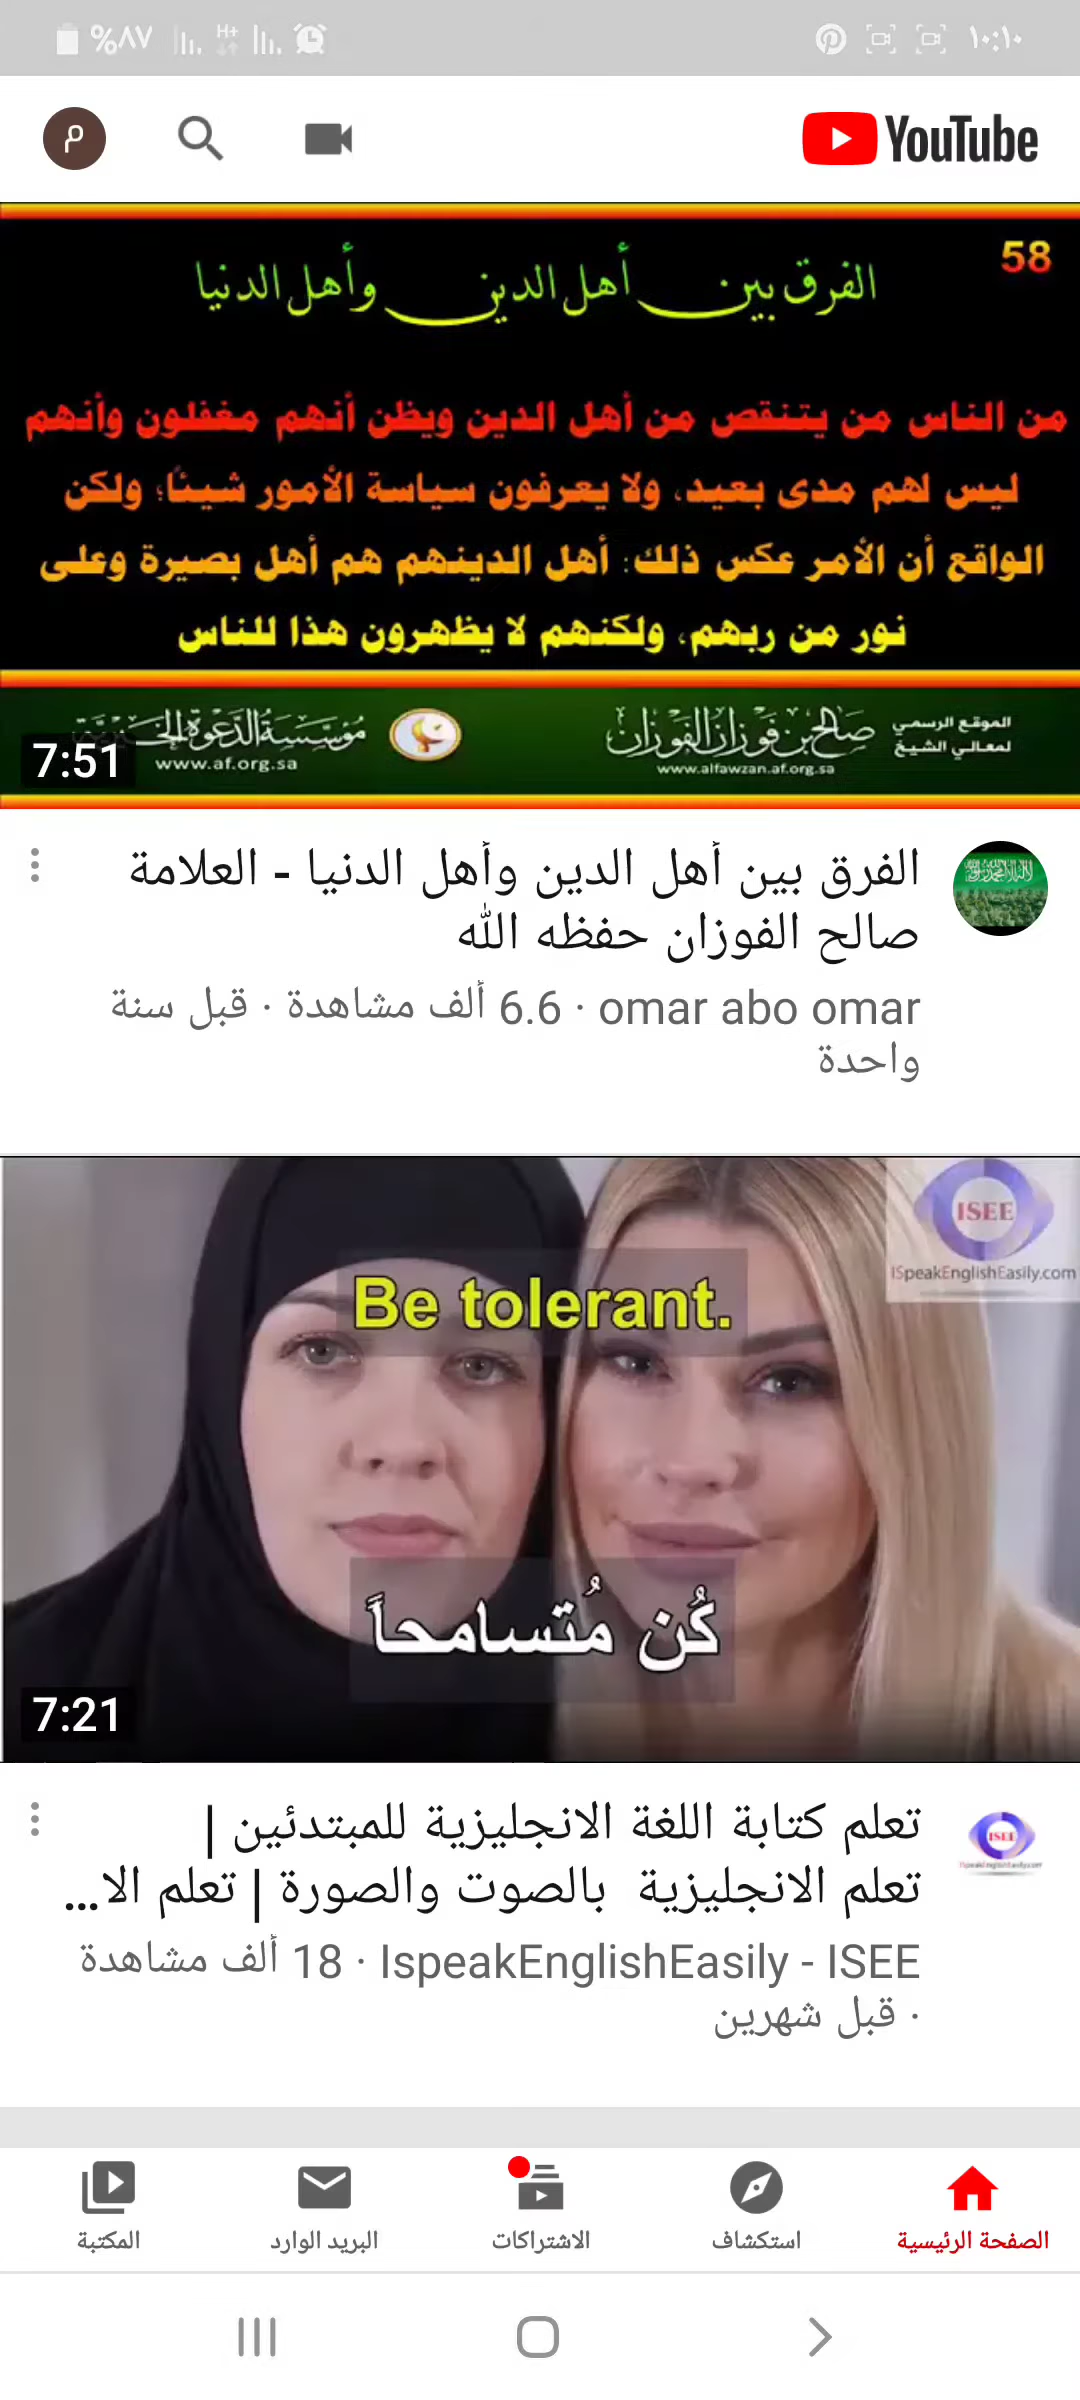 %٨٧ H+ ١٠:١٠
م YouTube
58
الفرق بين أهل الدين وأهل الدنيا
من الناس من يتنقص من أهل الدين ويظن أنهم مغفلون وأنهم
ليس لهم مدى بعيد، ولا يعرفون سياسة الأمور شيئًا؛ ولكن
الواقع أن الأمر عكس ذلك: أهل الدينهم هم أهل بصيرة وعلى
نور من ربهم، ولكنهم لا يظهرون هذا للناس
الموقع الرسمي
لمعالي الشيخ
صالح بن فوزان الفوزان
www.alfawzan.af.org.sa
مؤسسة الدعوة الخيرية
www.af.org.sa
7:51
الفرق بين أهل الدين وأهل الدنيا - العلامة
صالح الفوزان حفظه الله
omar abo omar · 6.6 ألف مشاهدة · قبل سنة
واحدة
ISEE
ISpeakEnglishEasily.com
Be tolerant.
كُن مُتسامحاً
7:21
تعلم كتابة اللغة الانجليزية للمبتدئين |
تعلم الانجليزية بالصوت والصورة | تعلم الا...
IspeakEnglishEasily - ISEE · 18 ألف مشاهدة
· قبل شهرين
الصفحة الرئيسية
استكشاف
الاشتراكات
البريد الوارد
المكتبة